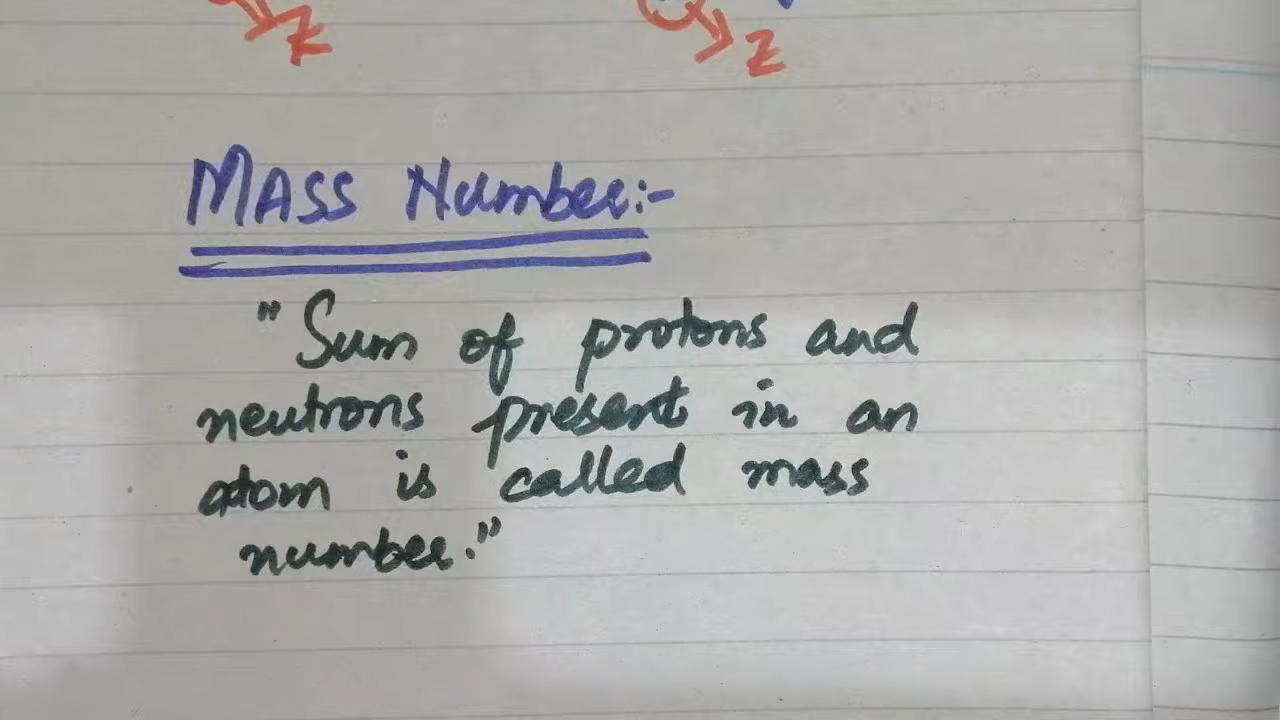 Z Z
MASS Number:-
"Sum of protons and
neutrons present in an
atom is called mass
number."